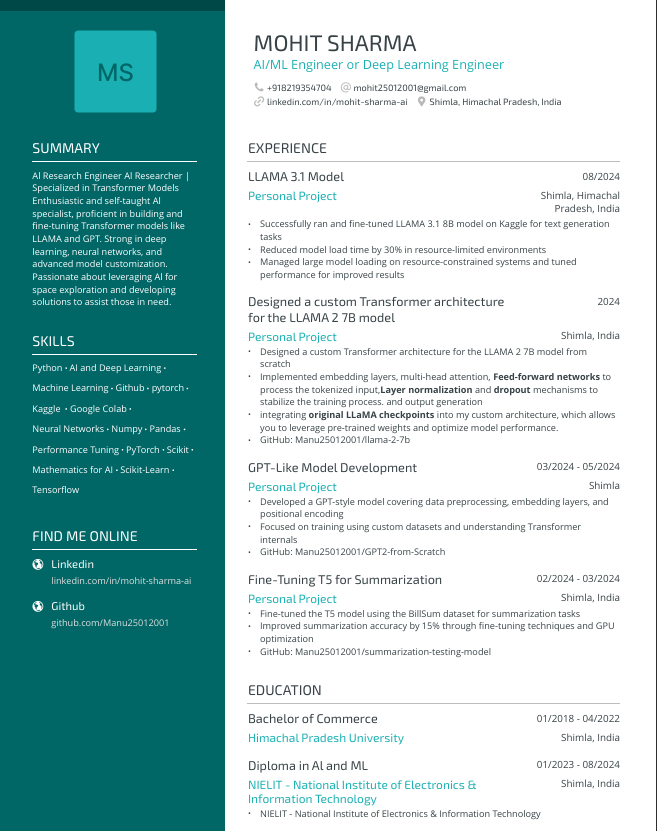 MS
SUMMARY
AI Research Engineer AI Researcher |
Specialized in Transformer Models
Enthusiastic and self-taught AI
specialist, proficient in building and
fine-tuning Transformer models like
LLAMA and GPT. Strong in deep
learning, neural networks, and
advanced model customization.
Passionate about leveraging AI for
space exploration and developing
solutions to assist those in need.
SKILLS
Python · AI and Deep Learning ·
Machine Learning · Github · pytorch ·
Kaggle · Google Colab ·
Neural Networks · Numpy · Pandas ·
Performance Tuning · PyTorch · Scikit ·
Mathematics for AI · Scikit-Learn ·
Tensorflow
FIND ME ONLINE
Linkedin
linkedin.com/in/mohit-sharma-ai
Github
github.com/Manu25012001
MOHIT SHARMA
AI/ML Engineer or Deep Learning Engineer
+918219354704 mohit25012001@gmail.com
linkedin.com/in/mohit-sharma-ai Shimla, Himachal Pradesh, India
EXPERIENCE
LLAMA 3.1 Model 08/2024
Personal Project Shimla, Himachal
Pradesh, India
• Successfully ran and fine-tuned LLAMA 3.1 8B model on Kaggle for text generation
tasks
• Reduced model load time by 30% in resource-limited environments
• Managed large model loading on resource-constrained systems and tuned
performance for improved results
Designed a custom Transformer architecture 2024
for the LLAMA 2 7B model
Personal Project Shimla, India
• Designed a custom Transformer architecture for the LLAMA 2 7B model from
scratch
• Implemented embedding layers, multi-head attention, Feed-forward networks to
process the tokenized input,Layer normalization and dropout mechanisms to
stabilize the training process. and output generation
• integrating original LLaMA checkpoints into my custom architecture, which allows
you to leverage pre-trained weights and optimize model performance.
• GitHub: Manu25012001/llama-2-7b
GPT-Like Model Development 03/2024 - 05/2024
Personal Project Shimla
• Developed a GPT-style model covering data preprocessing, embedding layers, and
positional encoding
• Focused on training using custom datasets and understanding Transformer
internals
• GitHub: Manu25012001/GPT2-from-Scratch
Fine-Tuning T5 for Summarization 02/2024 - 03/2024
Personal Project Shimla, India
• Fine-tuned the T5 model using the BillSum dataset for summarization tasks
• Improved summarization accuracy by 15% through fine-tuning techniques and GPU
optimization
• GitHub: Manu25012001/summarization-testing-model
EDUCATION
Bachelor of Commerce 01/2018 - 04/2022
Himachal Pradesh University Shimla, India
Diploma in AI and ML 01/2023 - 08/2024
NIELIT - National Institute of Electronics & Shimla, India
Information Technology
• NIELIT - National Institute of Electronics & Information Technology